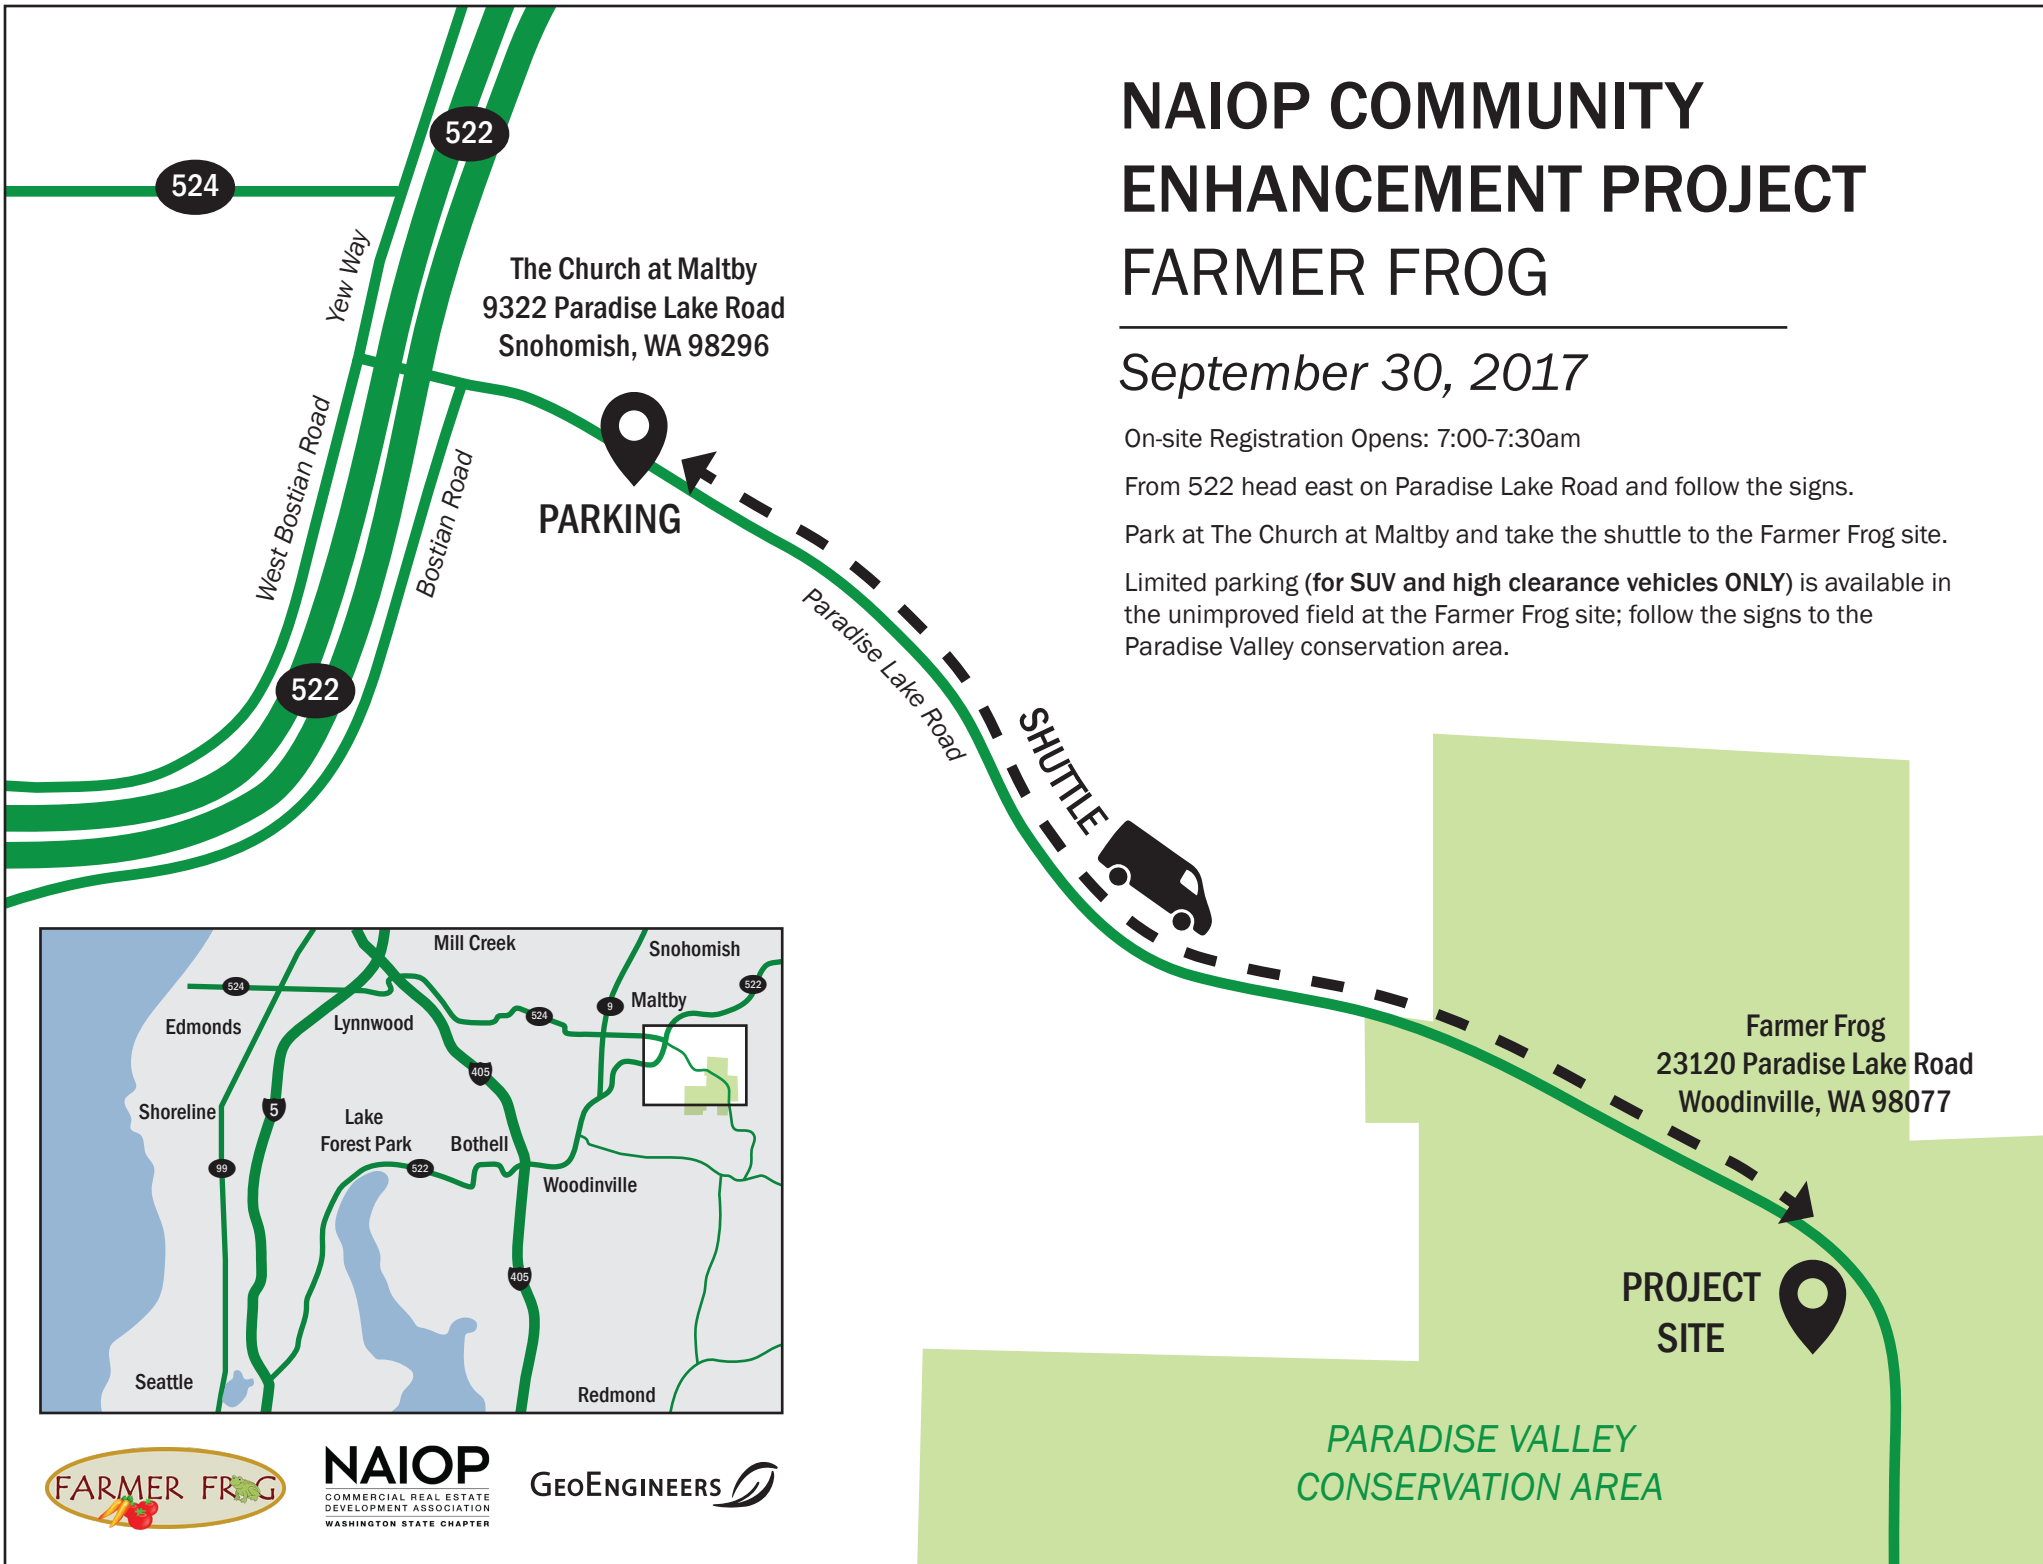 NAIOP COMMUNITY
ENHANCEMENT PROJECT
FARMER FROG
September 30, 2017
On-site Registration Opens: 7:00-7:30am
From 522 head east on Paradise Lake Road and follow the signs.
Park at The Church at Maltby and take the shuttle to the Farmer Frog site.
Limited parking (for SUV and high clearance vehicles ONLY) is available in
the unimproved field at the Farmer Frog site; follow the signs to the
Paradise Valley conservation area.
522
524
Yew Way
The Church at Maltby
9322 Paradise Lake Road
Snohomish, WA 98296
West Bostian Road
Bostian Road
PARKING
522
Paradise Lake Road
SHUTTLE
Farmer Frog
23120 Paradise Lake Road
Woodinville, WA 98077
PROJECT
SITE
PARADISE VALLEY
CONSERVATION AREA
Mill Creek
Snohomish
524
522
9
Maltby
524
Edmonds
Lynnwood
405
5
Shoreline
Lake
Forest Park
Bothell
99
522
Woodinville
405
Seattle
Redmond
FARMER FROG
NAIOP
COMMERCIAL REAL ESTATE
DEVELOPMENT ASSOCIATION
WASHINGTON STATE CHAPTER
GEOENGINEERS